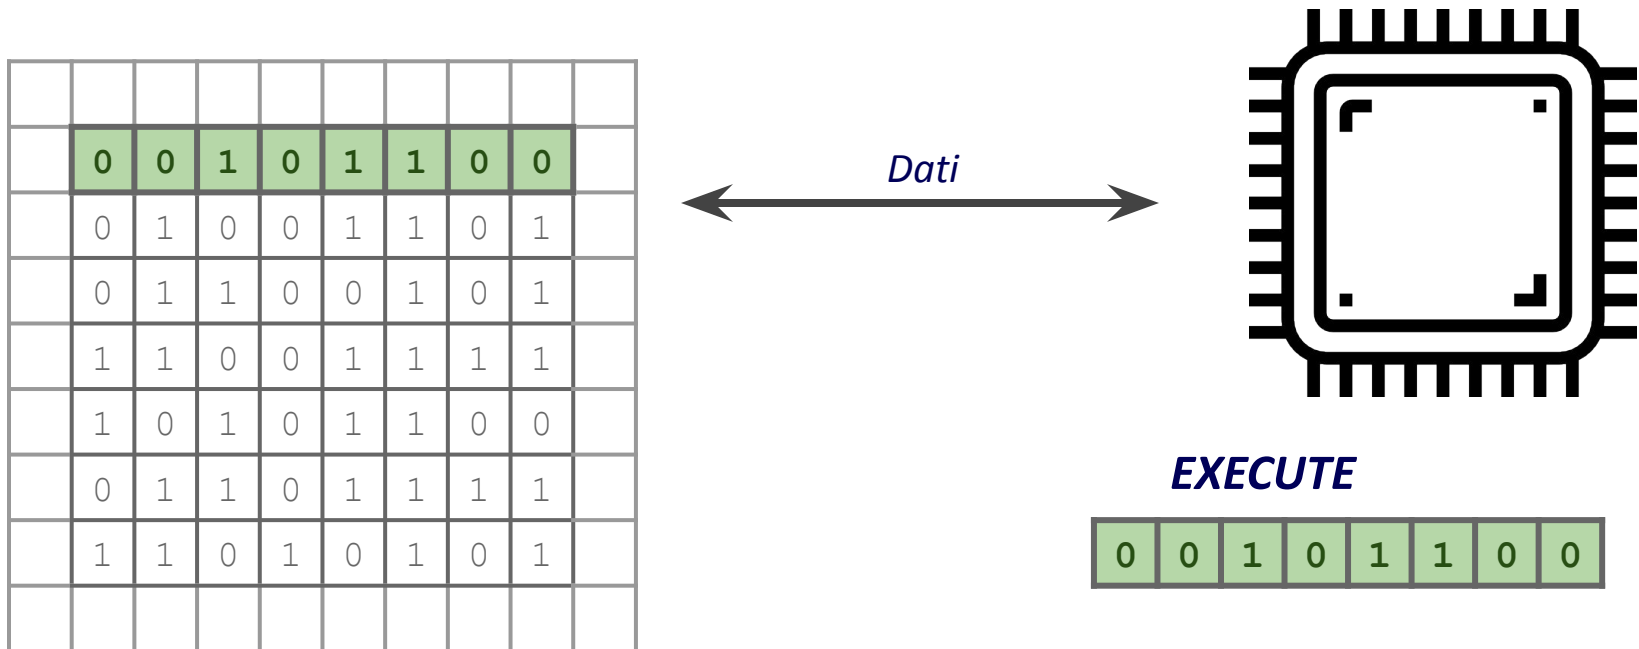 0 0 1 0 1 1 0 0
0 1 0 0 1 1 0 1
0 1 1 0 0 1 0 1
1 1 0 0 1 1 1 1
1 0 1 0 1 1 0 0
0 1 1 0 1 1 1 1
1 1 0 1 0 1 0 1
Dati
EXECUTE
0 0 1 0 1 1 0 0